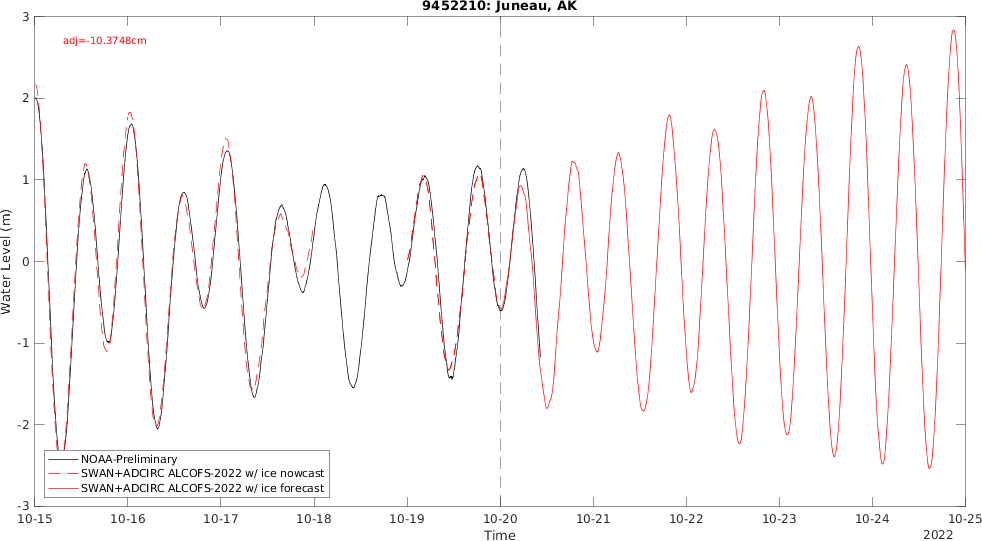 9452210: Juneau, AK
adj=-10.3748cm
3
2
1
0
-1
-2
-3
Water Level (m)
NOAA-Preliminary
SWAN+ADCIRC ALCOFS-2022 w/ ice nowcast
SWAN+ADCIRC ALCOFS-2022 w/ ice forecast
10-15 10-16 10-17 10-18 10-19 10-20 10-21 10-22 10-23 10-24 10-25
Time
2022